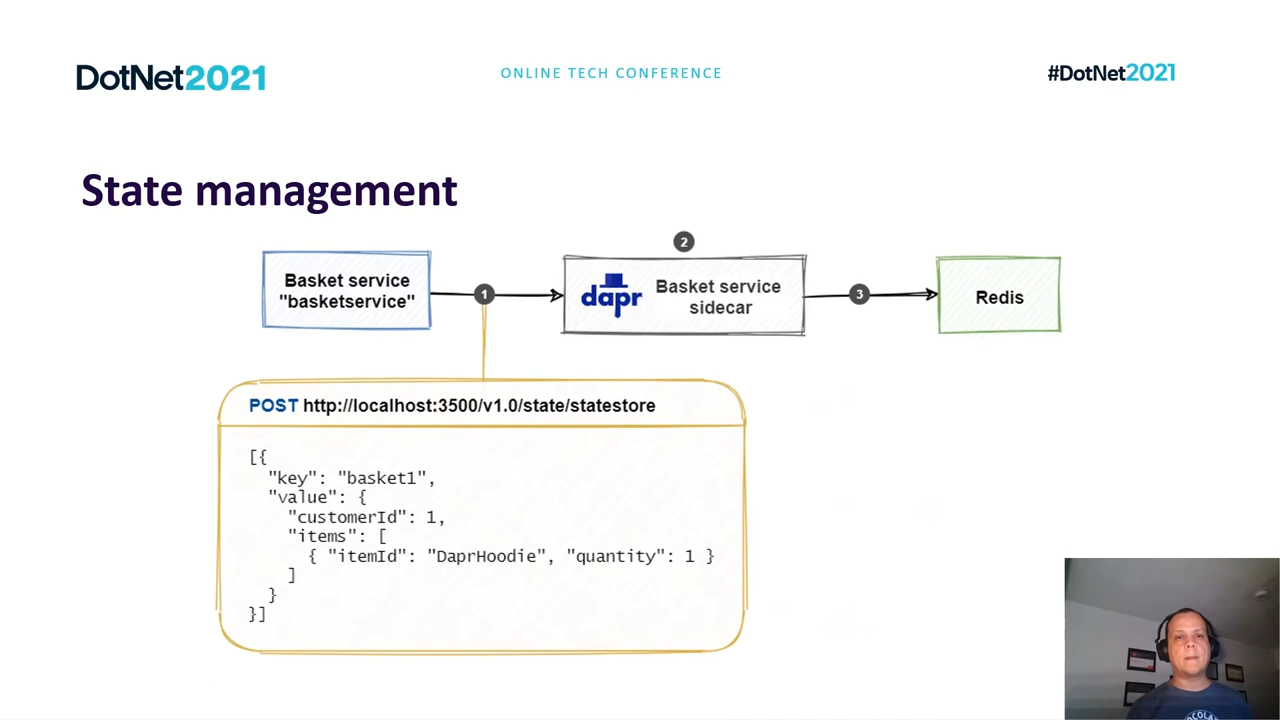 DotNet2021
ONLINE TECH CONFERENCE
#DotNet2021
State management
Basket service
"basketservice"
1
2
dapr
Basket service
sidecar
3
Redis
POST http://localhost:3500/v1.0/state/statestore
[{
"key": "basket1",
"value": {
"customerId": 1,
"items": [
{ "itemId": "DaprHoodie", "quantity": 1 }
]
}
}]